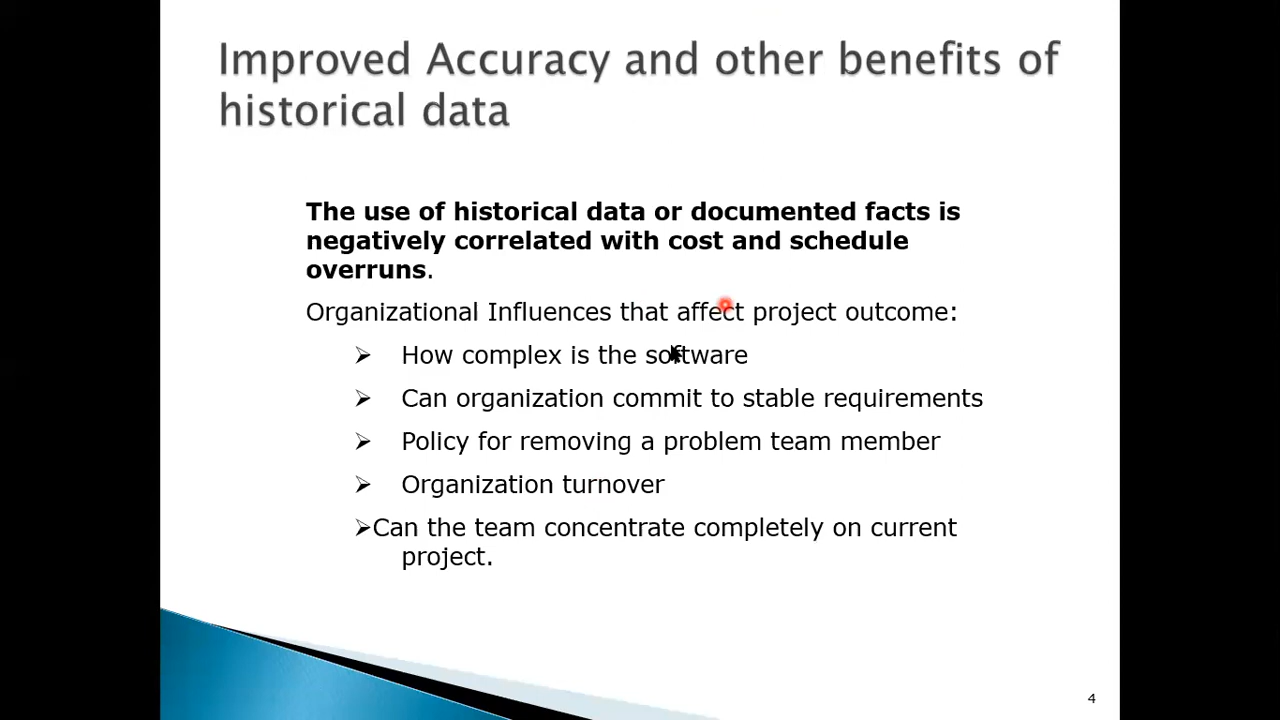 Improved Accuracy and other benefits of
historical data
The use of historical data or documented facts is
negatively correlated with cost and schedule
overruns.
Organizational Influences that affect project outcome:
➢ How complex is the software
➢ Can organization commit to stable requirements
➢ Policy for removing a problem team member
➢ Organization turnover
➢Can the team concentrate completely on current
project.
4